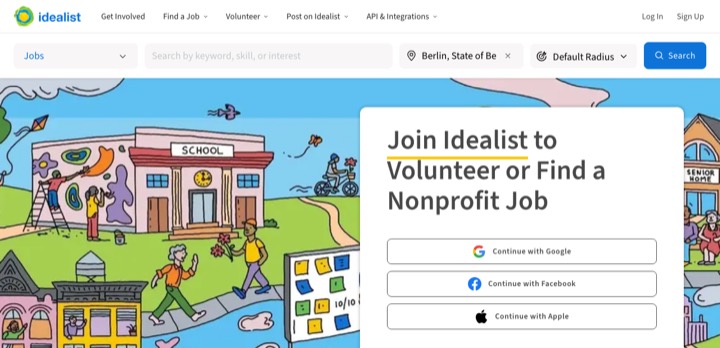 idealist
Get Involved
Find a Job
Volunteer
Post on Idealist
API & Integrations
Log In
Sign Up
Jobs
Search by keyword, skill, or interest
Berlin, State of Be
Default Radius
Search
SCHOOL
SENIOR
HOME
10/10
Join Idealist to
Volunteer or Find a
Nonprofit Job
Continue with Google
Continue with Facebook
Continue with Apple